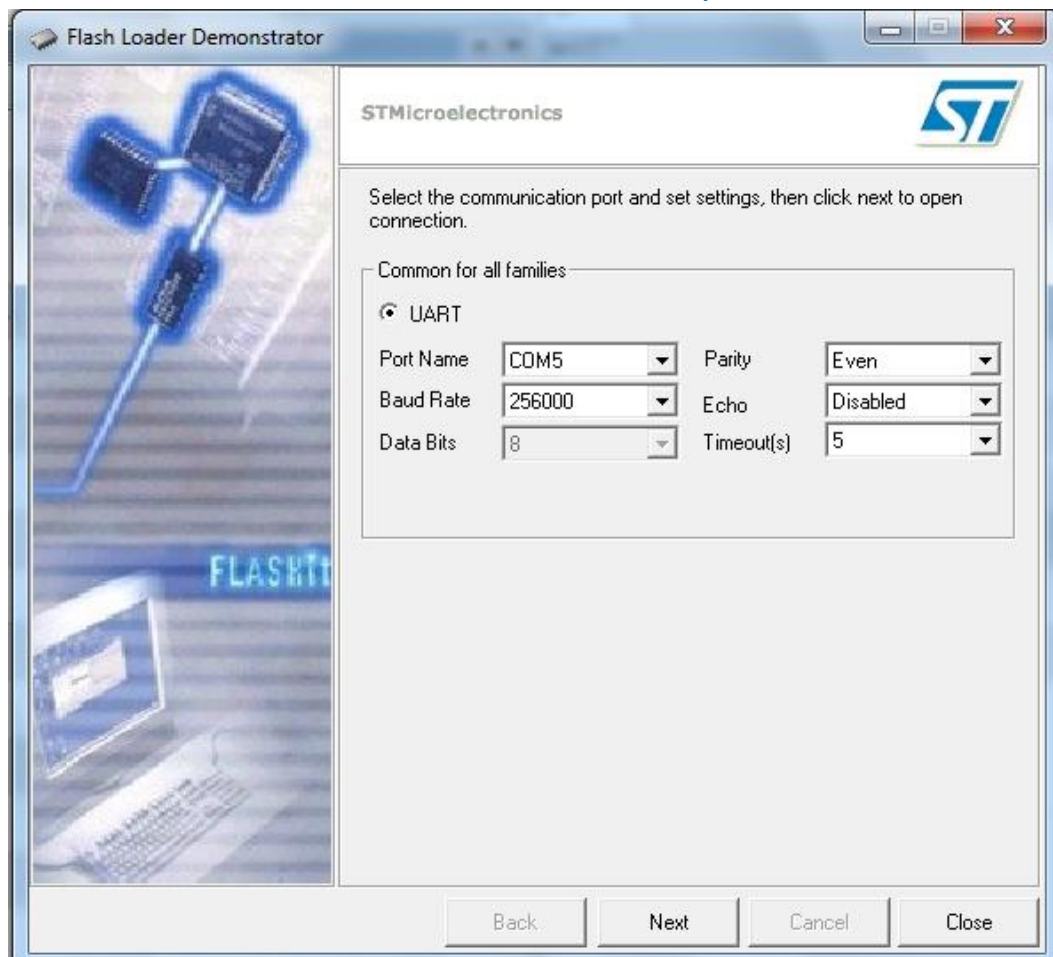 Flash Loader Demonstrator
STMicroelectronics
ST
Select the communication port and set settings, then click next to open
connection.
Common for all families
UART
Port Name COM5 Parity Even
Baud Rate 256000 Echo Disabled
Data Bits 8 Timeout(s) 5
FLASHit
Back Next Cancel Close